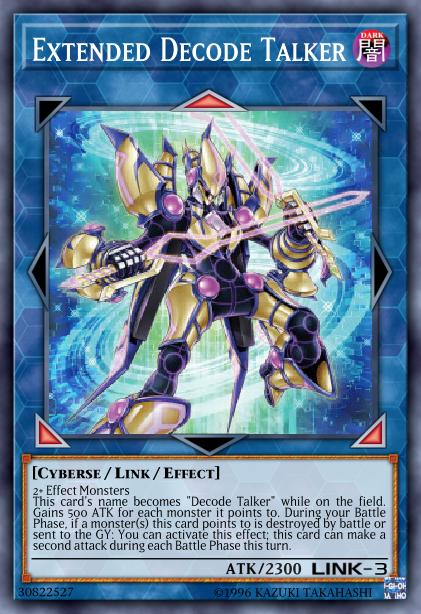 EXTENDED DECODE TALKER
DARK
闇
[CYBERSE / LINK / EFFECT]
2+ Effect Monsters
This card's name becomes "Decode Talker" while on the field.
Gains 500 ATK for each monster it points to. During your Battle
Phase, if a monster(s) this card points to is destroyed by battle or
sent to the GY: You can activate this effect; this card can make a
second attack during each Battle Phase this turn.
ATK/2300 LINK-3
30822527
©1996 KAZUKI TAKAHASHI